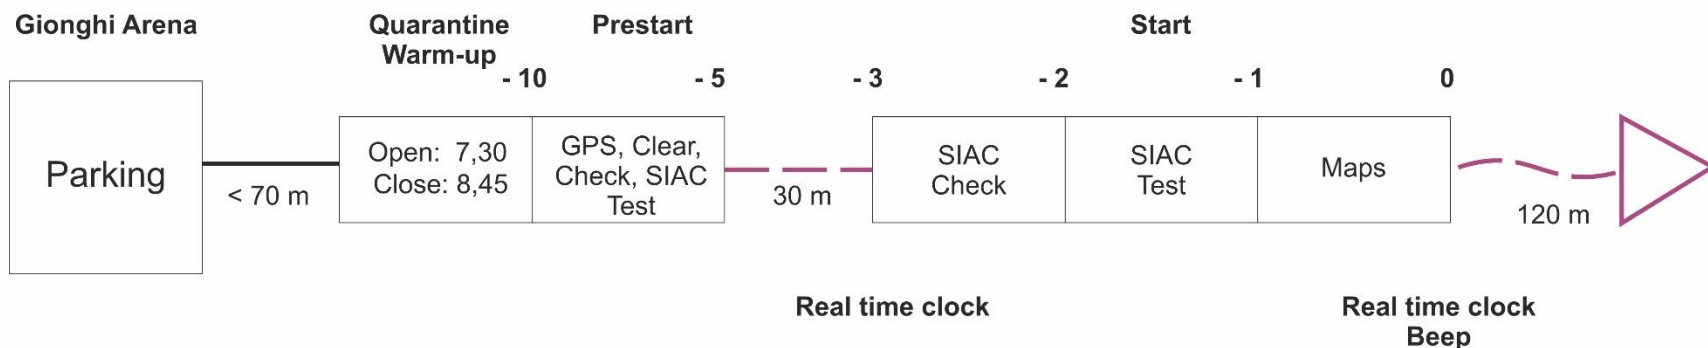 Gionghi Arena
Quarantine
Warm-up
Prestart
Start
- 10
- 5
- 3
- 2
- 1
0
Parking
< 70 m
Open: 7,30
Close: 8,45
GPS, Clear,
Check, SIAC
Test
30 m
SIAC
Check
SIAC
Test
Maps
120 m
Real time clock
Real time clock
Beep